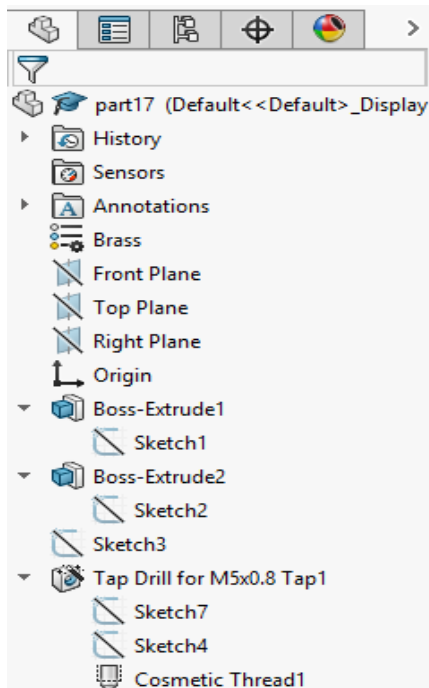 part17 (Default<<Default>_Display
History
Sensors
Annotations
Brass
Front Plane
Top Plane
Right Plane
Origin
Boss-Extrude1
Sketch1
Boss-Extrude2
Sketch2
Sketch3
Tap Drill for M5x0.8 Tap1
Sketch7
Sketch4
Cosmetic Thread1